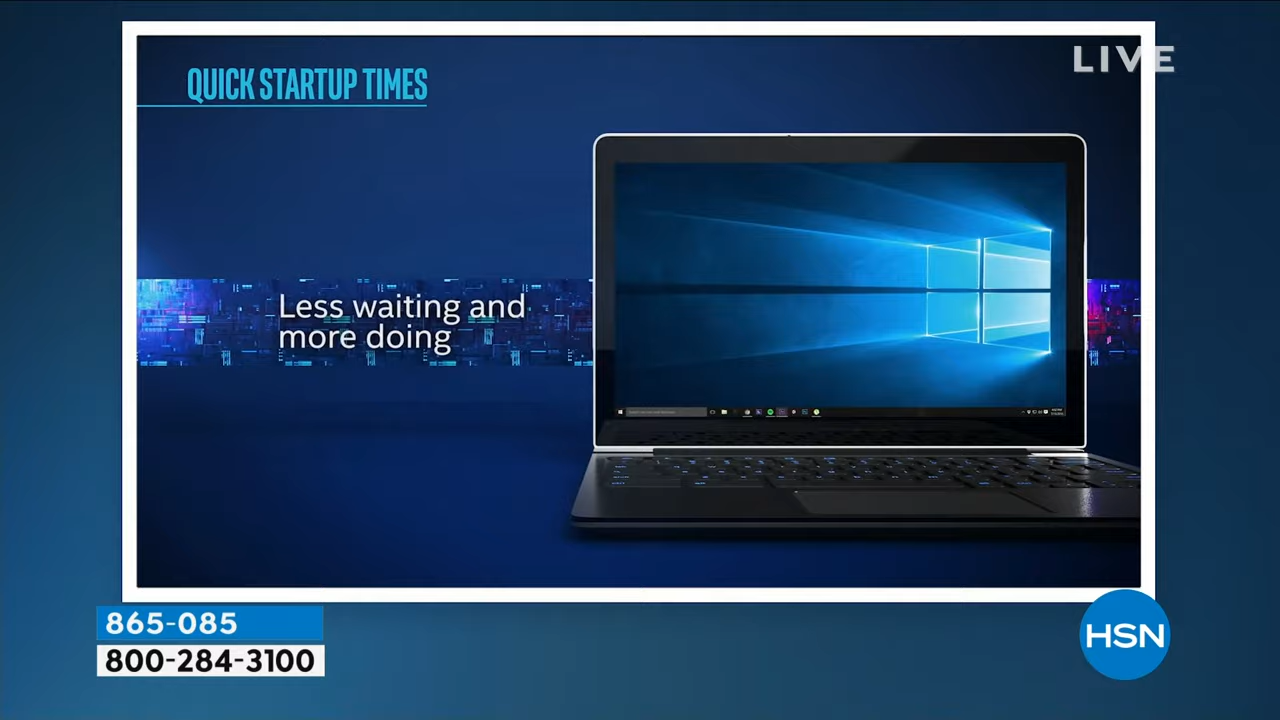 LIVE
QUICK STARTUP TIMES
Less waiting and
more doing
865-085
800-284-3100
HSN